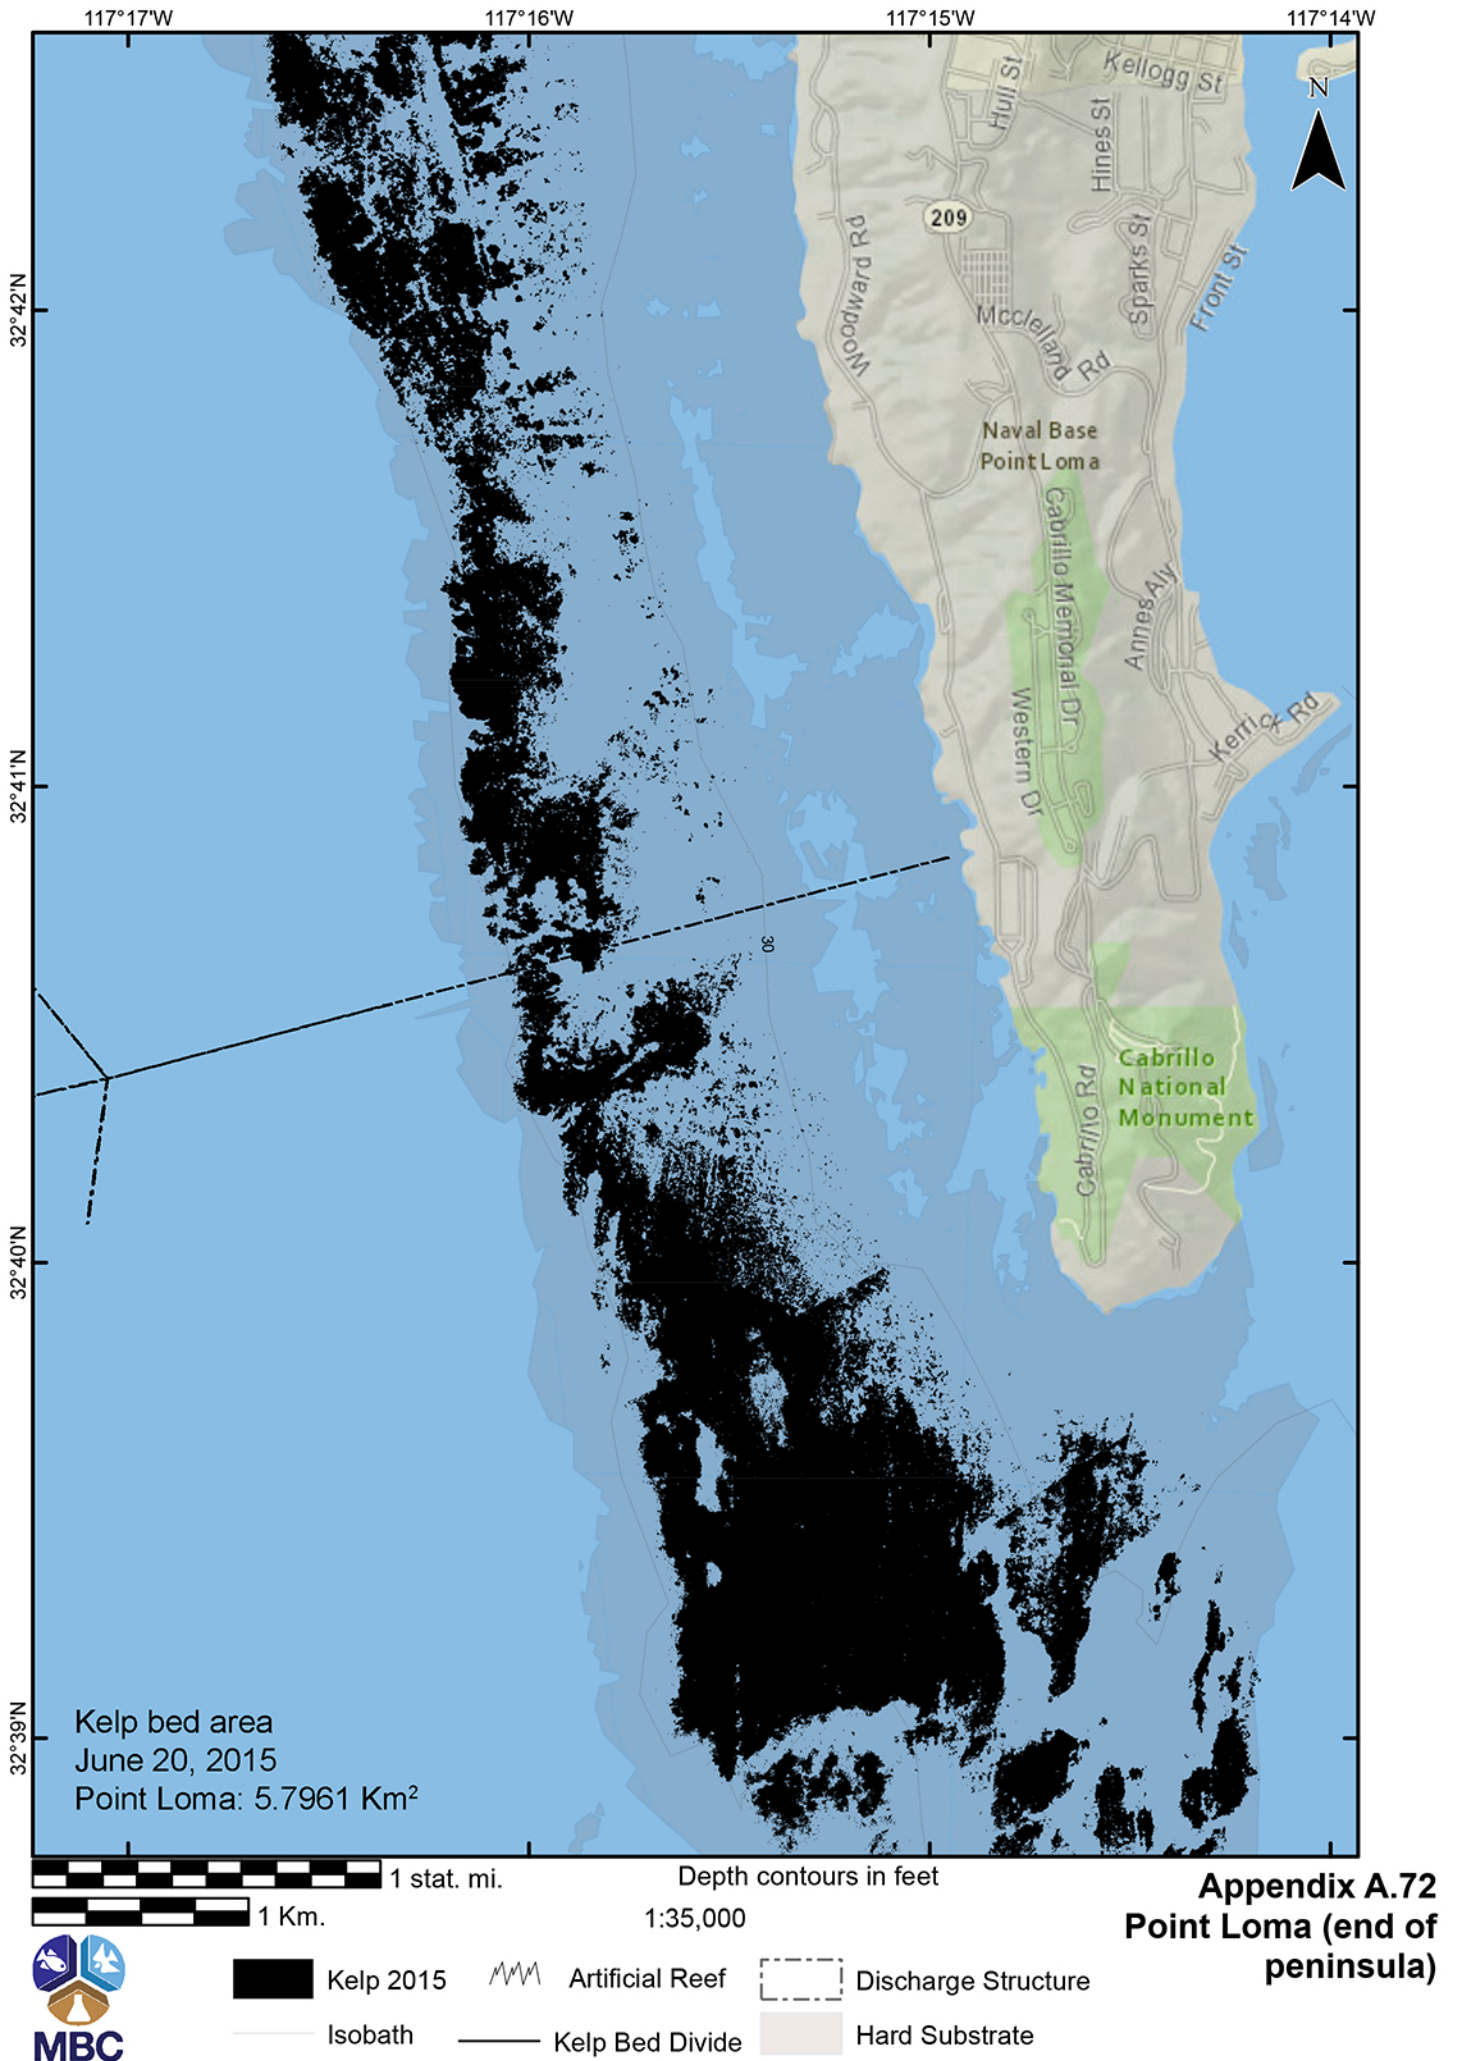 117°17'W
117°16'W
117°15'W
117°14'W
N
Kellogg St
Hull St
Hines St
209
Woodward Rd
Sparks St
Front St
32°42'N
Mcclelland Rd
Naval Base
Point Loma
Cabrillo Memorial Dr
Annes Aly
Western Dr
Kerrick Rd
32°41'N
30
Cabrillo
National
Monument
Cabrillo Rd
32°40'N
32°39'N
Kelp bed area
June 20, 2015
Point Loma: 5.7961 Km²
1 stat. mi.
Depth contours in feet
1 Km.
1:35,000
Appendix A.72
Point Loma (end of
peninsula)
Kelp 2015
Artificial Reef
Discharge Structure
Isobath
Kelp Bed Divide
Hard Substrate
MBC